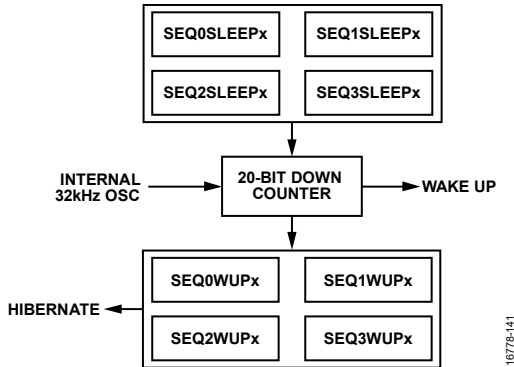 SEQ0SLEEPx SEQ1SLEEPx
SEQ2SLEEPx SEQ3SLEEPx
INTERNAL
32kHz OSC
20-BIT DOWN
COUNTER
WAKE UP
SEQ0WUPx SEQ1WUPx
HIBERNATE
SEQ2WUPx SEQ3WUPx
16778-141